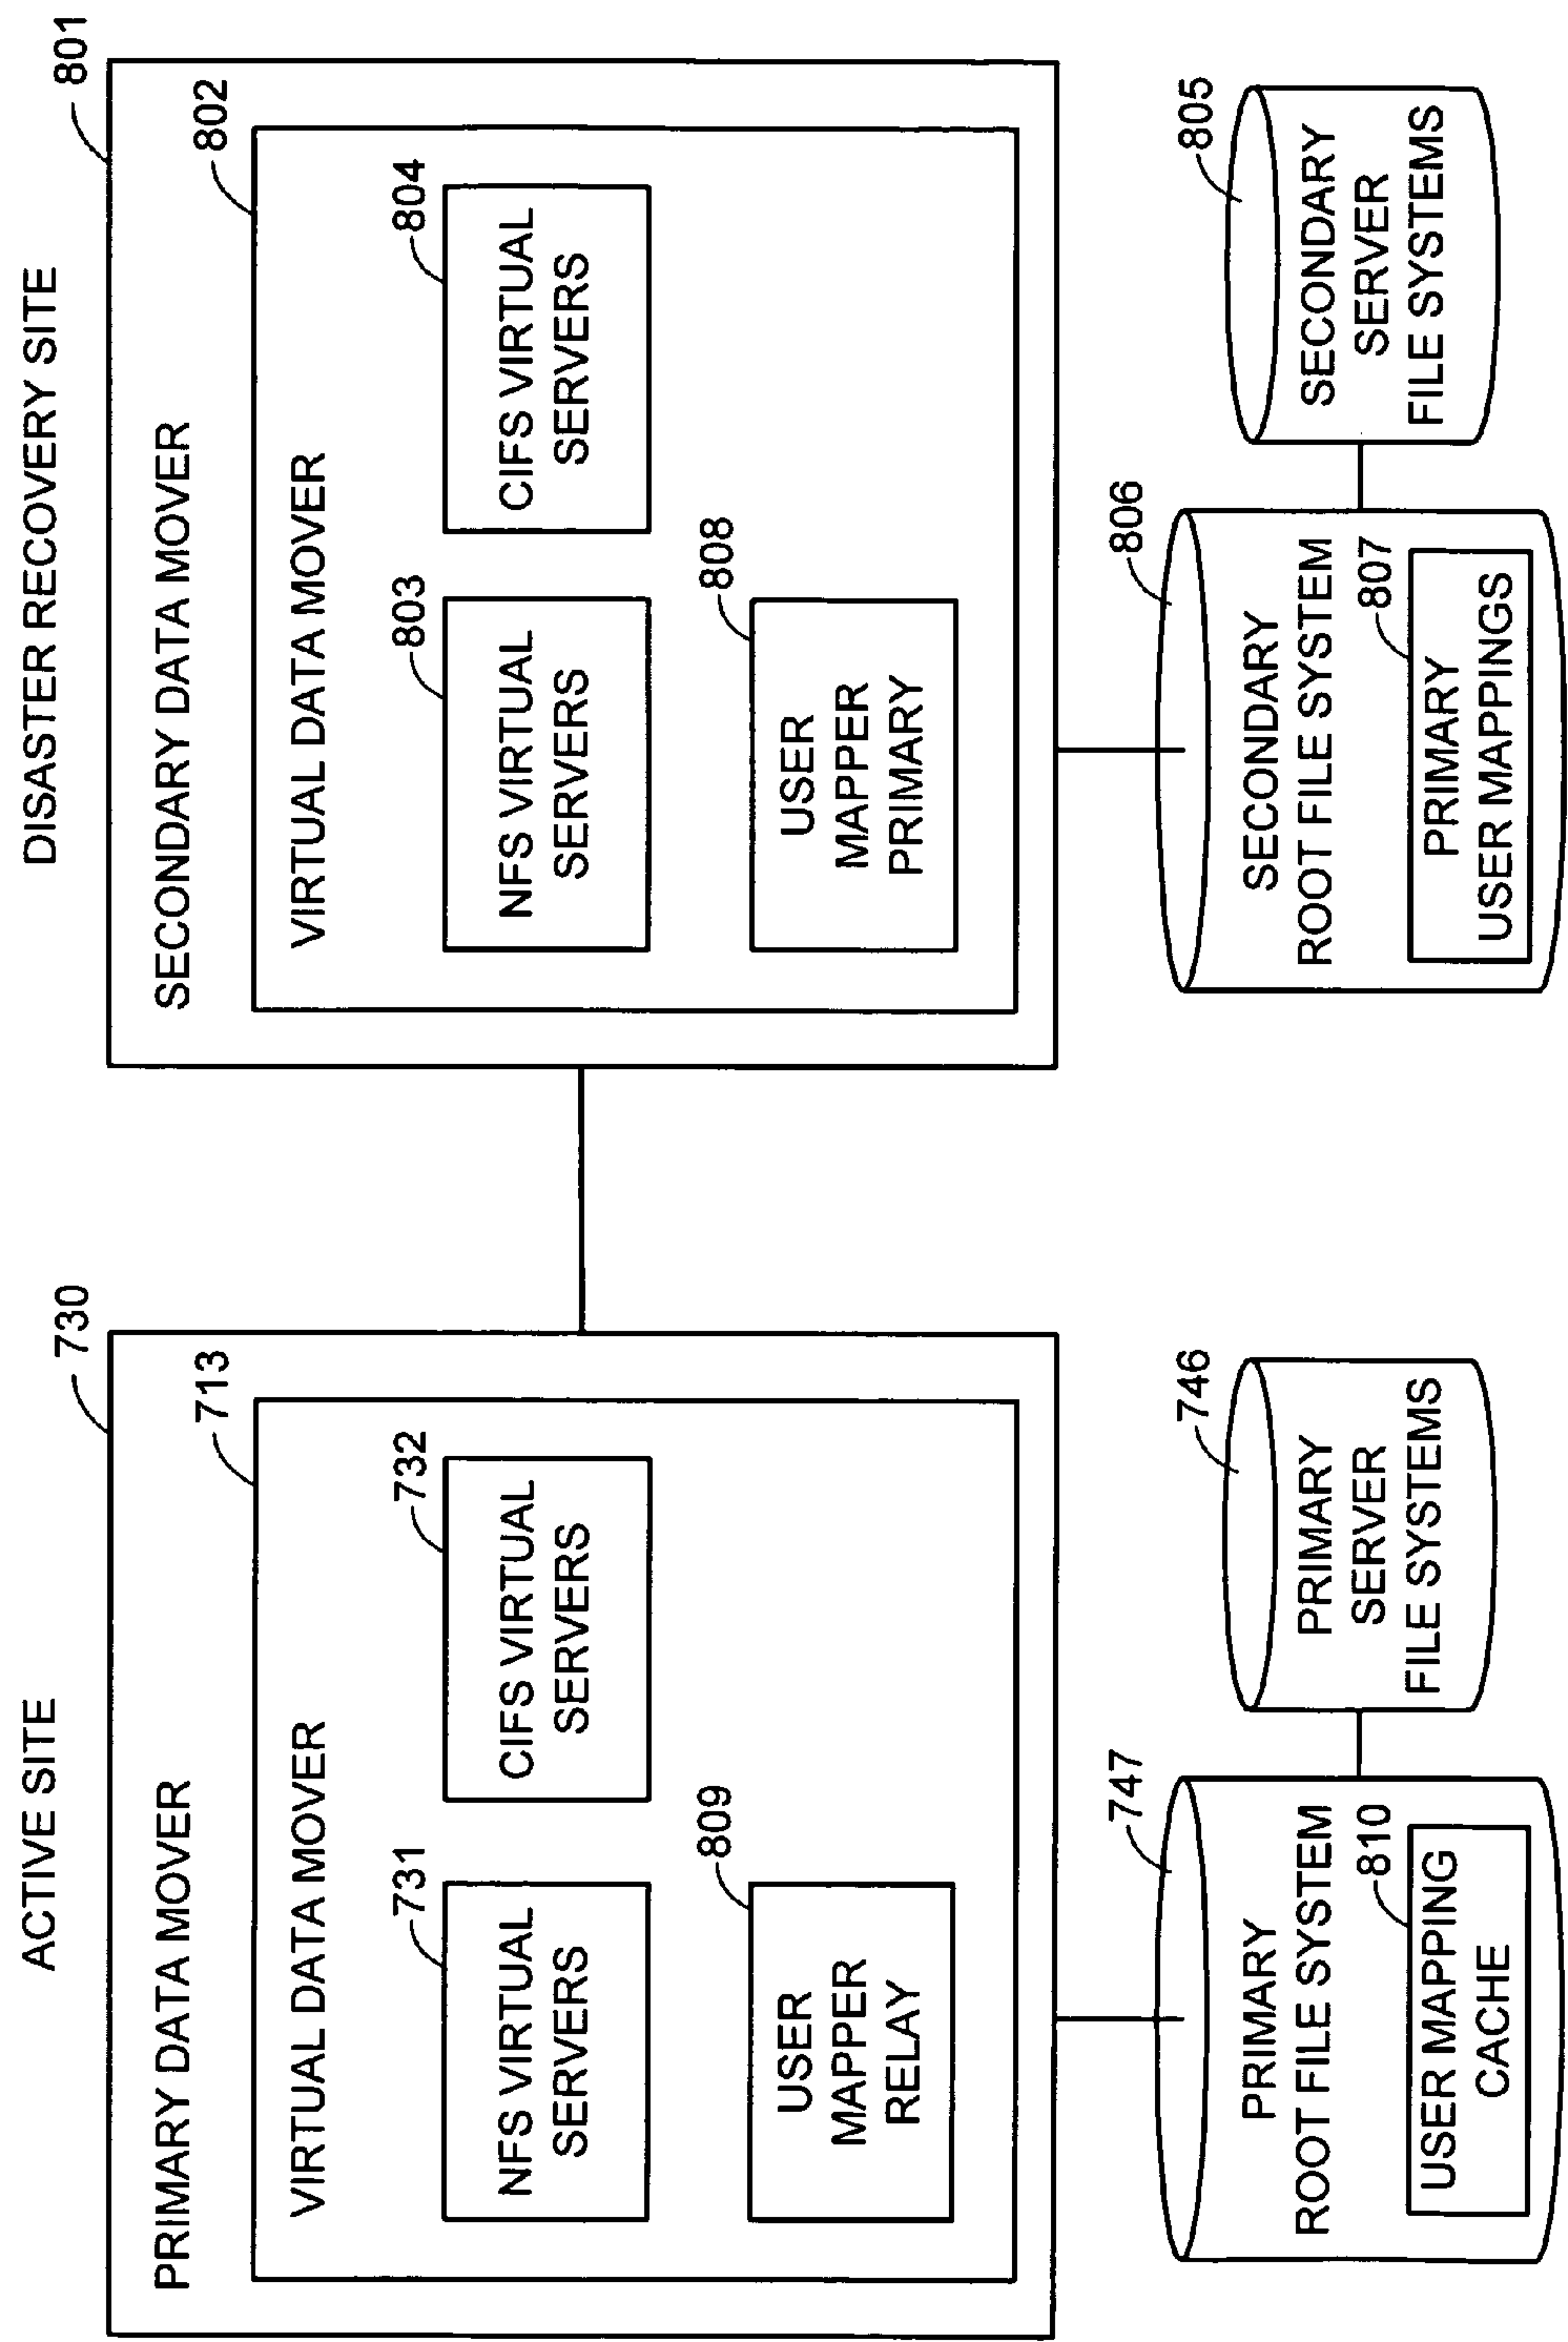 ACTIVE SITE
730
PRIMARY DATA MOVER
713
VIRTUAL DATA MOVER
731
NFS VIRTUAL
SERVERS
732
CIFS VIRTUAL
SERVERS
809
USER
MAPPER
RELAY
747
PRIMARY
ROOT FILE SYSTEM
810
USER MAPPING
CACHE
746
PRIMARY
SERVER
FILE SYSTEMS
DISASTER RECOVERY SITE
801
SECONDARY DATA MOVER
802
VIRTUAL DATA MOVER
803
NFS VIRTUAL
SERVERS
804
CIFS VIRTUAL
SERVERS
808
USER
MAPPER
PRIMARY
806
SECONDARY
ROOT FILE SYSTEM
807
PRIMARY
USER MAPPINGS
805
SECONDARY
SERVER
FILE SYSTEMS